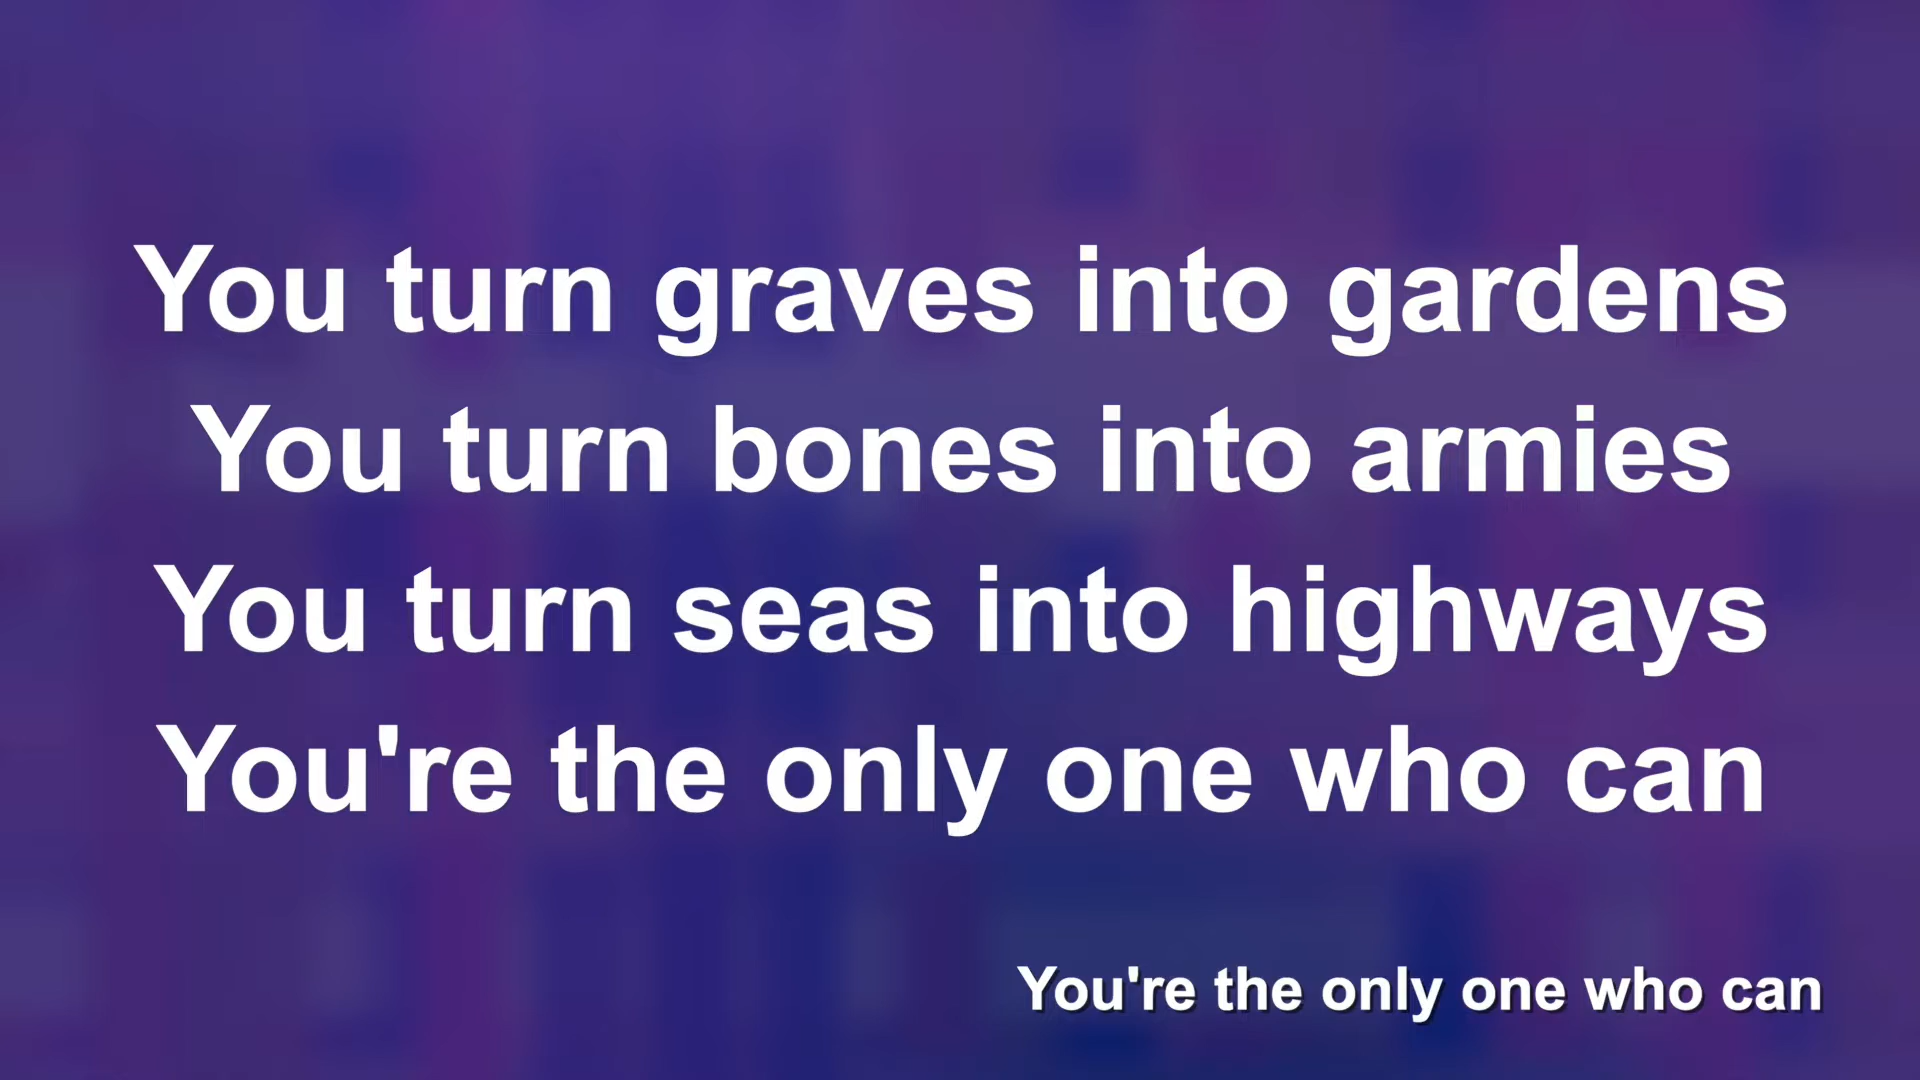 You turn graves into gardens
You turn bones into armies
You turn seas into highways
You're the only one who can
You're the only one who can